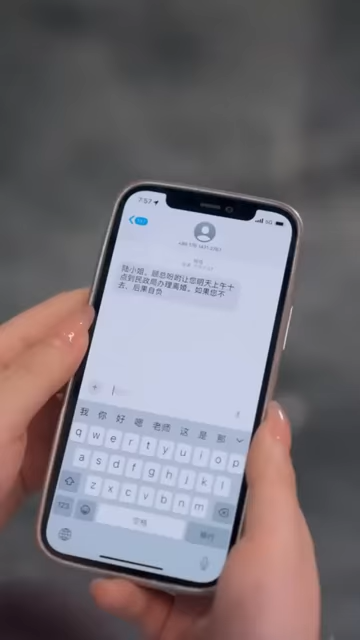 7:57
陆小姐，顾总吩咐让您明天上午十
点到民政局办理离婚，如果您不
去，后果自负
我 你 好 嗯 老师 这 是 那
q w e r t y u i o p
a s d f g h j k l
z x c v b n m
123 空格 换行